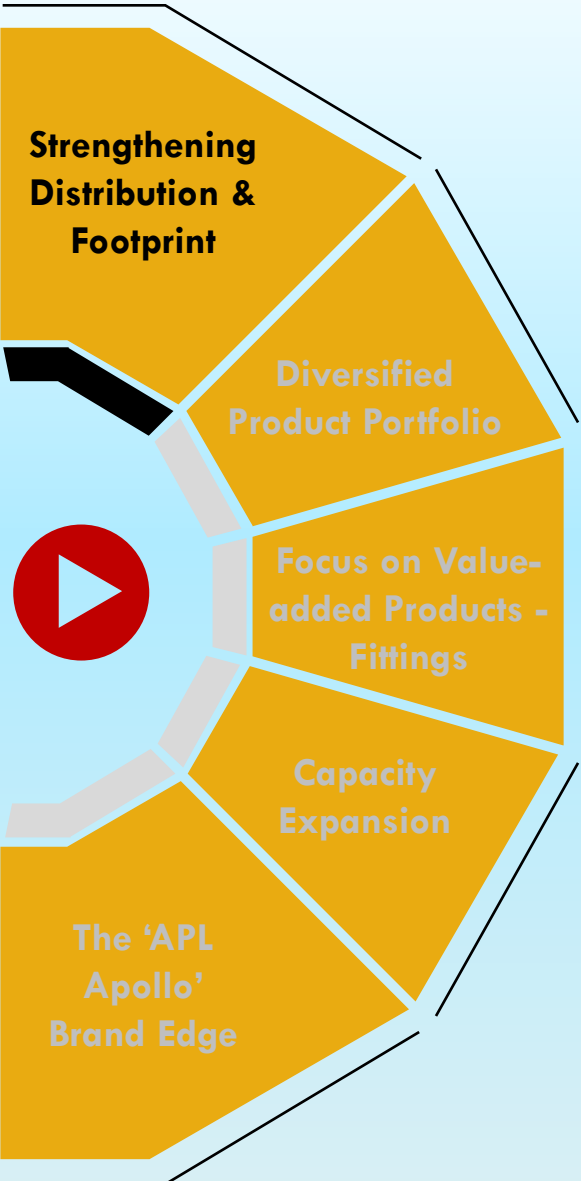 Strengthening
Distribution &
Footprint
Diversified
Product Portfolio
Focus on Value-
added Products -
Fittings
Capacity
Expansion
The ‘APL
Apollo’
Brand Edge